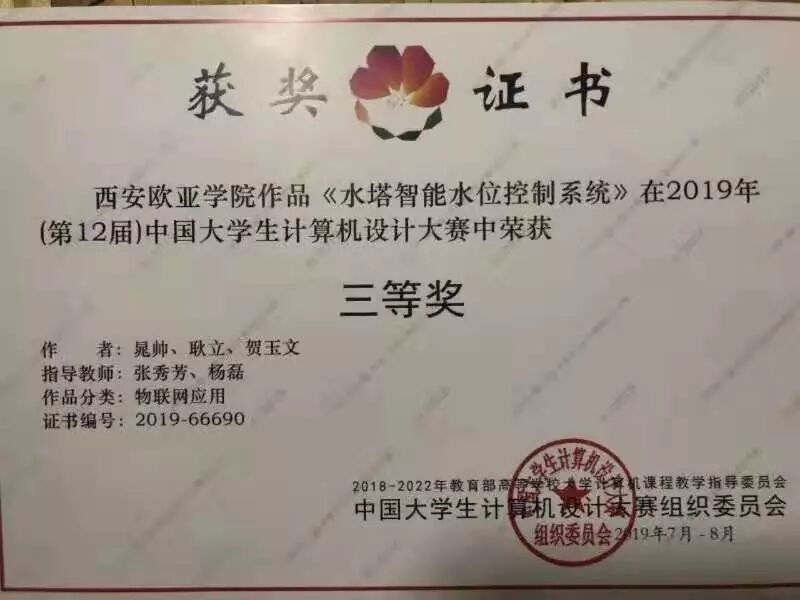 获奖 证书
西安欧亚学院作品《水塔智能水位控制系统》在2019年
(第12届)中国大学生计算机设计大赛中荣获
三等奖
作 者：晁帅、耿立、贺玉文
指导教师：张秀芳、杨磊
作品分类：物联网应用
证书编号：2019-66690
2018-2022年教育部高等学校大学计算机课程教学指导委员会
中国大学生计算机设计大赛组织委员会
组织委员会
2019年7月-8月